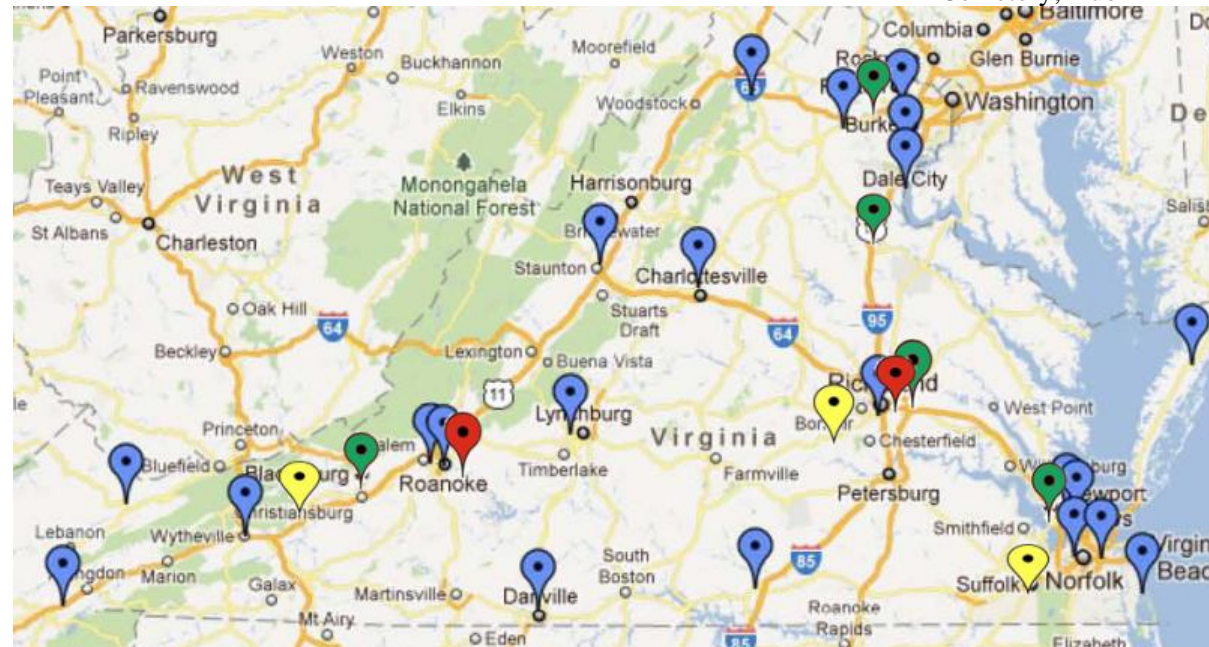 Columbia
Baltimore
Parkersburg
Weston
Moorefield
Glen Burnie
Buckhannon
Point
Pleasant
Ravenswood
Elkins
Woodstock
66
Washington
Ripley
Burke
West
Virginia
Teays Valley
Monongahela
National Forest
Harrisonburg
Dale City
St Albans
Charleston
Staunton
Charlottesville
Oak Hill
Stuarts
Draft
64
64
95
Beckley
Lexington
Buena Vista
11
Lynchburg
West Point
Princeton
Virginia
Chesterfield
Bluefield
Timberlake
Farmville
Roanoke
Petersburg
Christiansburg
Lebanon
Wytheville
Smithfield
Marion
South
Boston
85
Suffolk
Norfolk
Galax
Martinsville
Danville
Mt Airy
Roanoke
Rapids
Eden
85